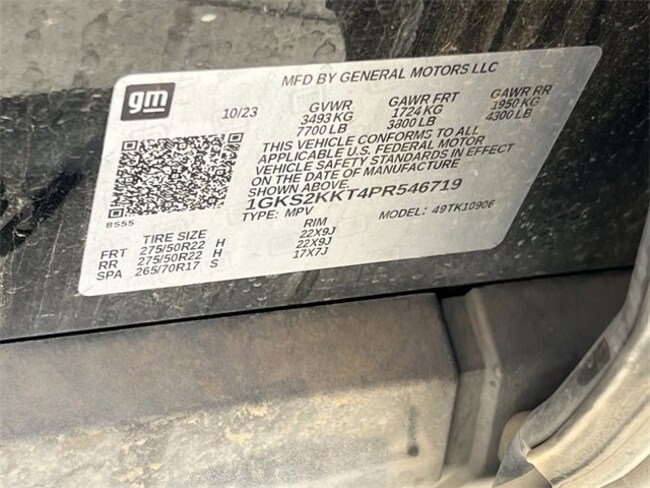 gm
MFD BY GENERAL MOTORS LLC
10/23 GVWR GAWR FRT GAWR RR
3493 KG 1724 KG 1950 KG
7700 LB 3800 LB 4300 LB
THIS VEHICLE CONFORMS TO ALL
APPLICABLE U.S. FEDERAL MOTOR
VEHICLE SAFETY STANDARDS IN EFFECT
ON THE DATE OF MANUFACTURE
SHOWN ABOVE.
1GKS2KKT4PR546719
8555
TYPE: MPV MODEL: 49TK10906
TIRE SIZE RIM
FRT 275/50R22 H 22X9J
RR 275/50R22 H 22X9J
SPA 265/70R17 S 17X7J